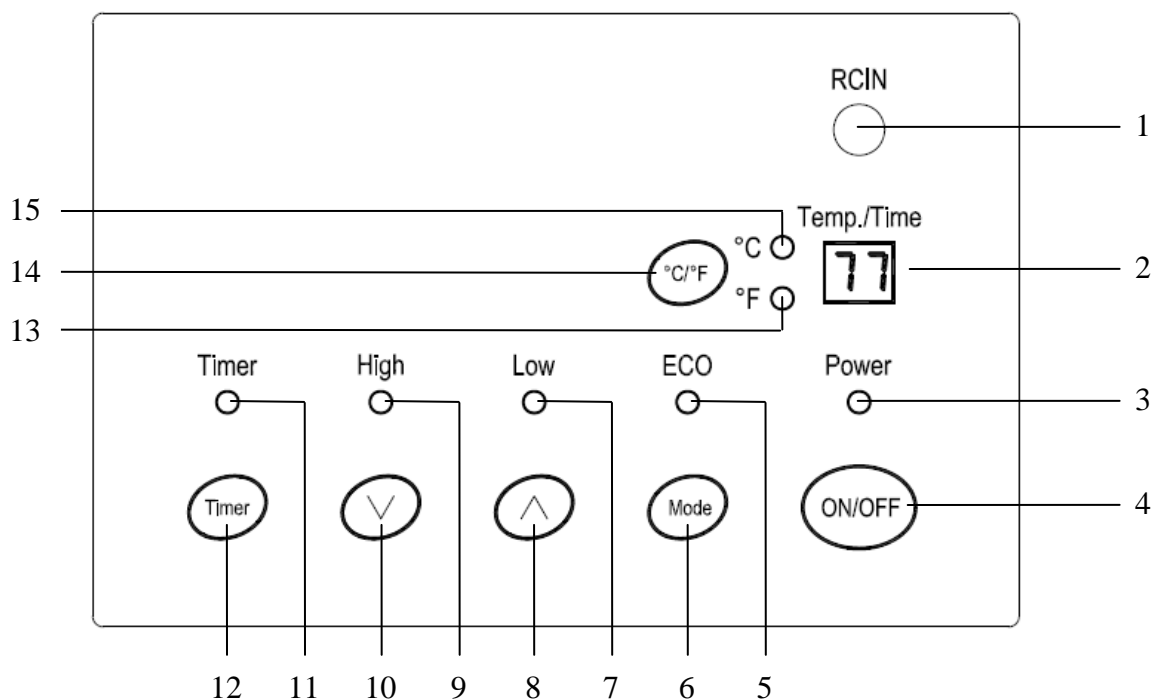 RCIN
1
15
Temp./Time
°C
14
°C/°F
77
2
°F
13
Timer
High
Low
ECO
Power
3
Timer
Mode
ON/OFF
4
12
11
10
9
8
7
6
5